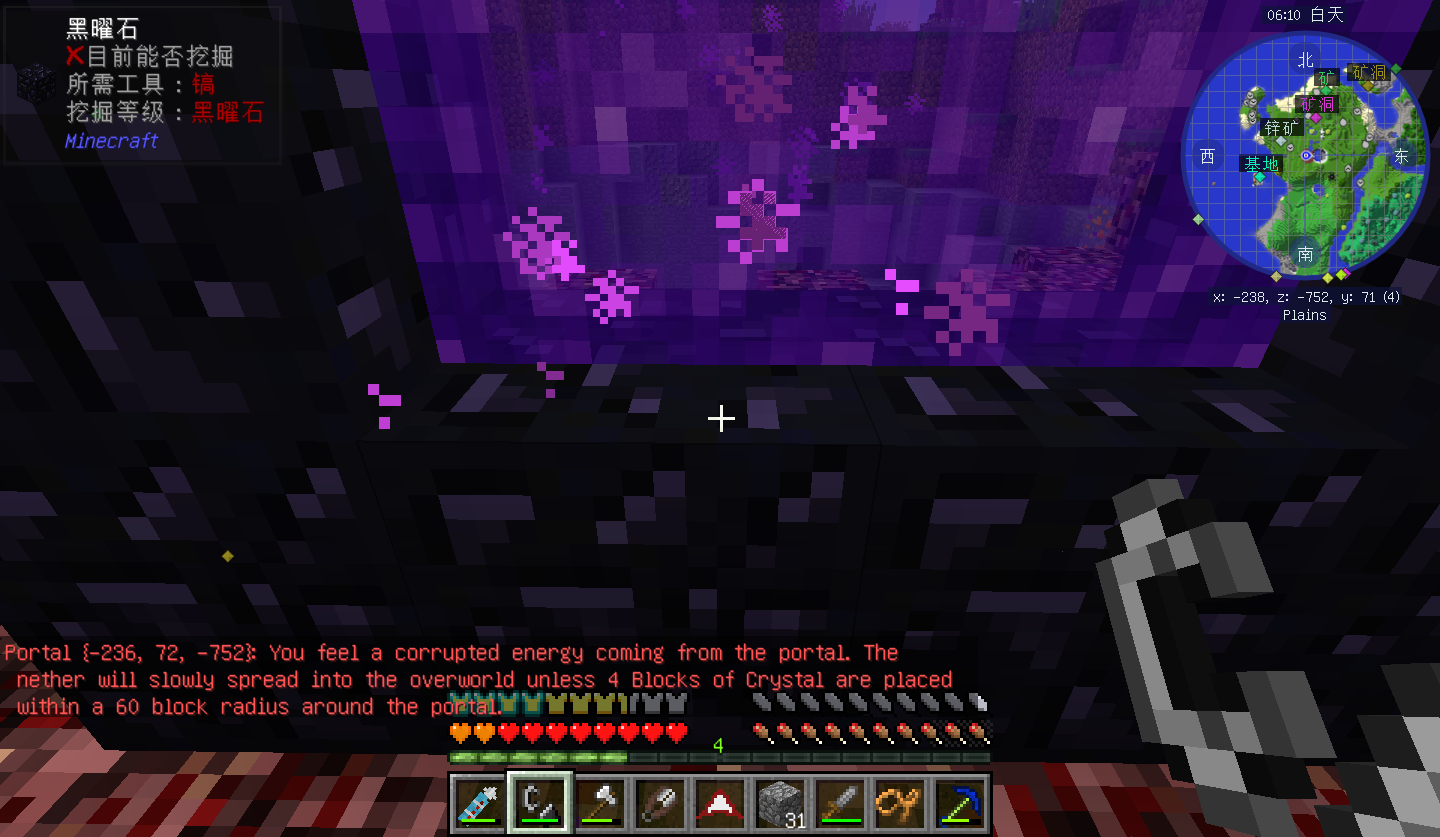 黑曜石
目前能否挖掘
所需工具：镐
挖掘等级：黑曜石
Minecraft
06:10 白天
北
矿
矿洞
矿洞
锌矿
西
东
基地
南
x: -238, z: -752, y: 71 (4)
Plains
Portal {-236, 72, -752}: You feel a corrupted energy coming from the portal. The
nether will slowly spread into the overworld unless 4 Blocks of Crystal are placed
within a 60 block radius around the portal.
4
31